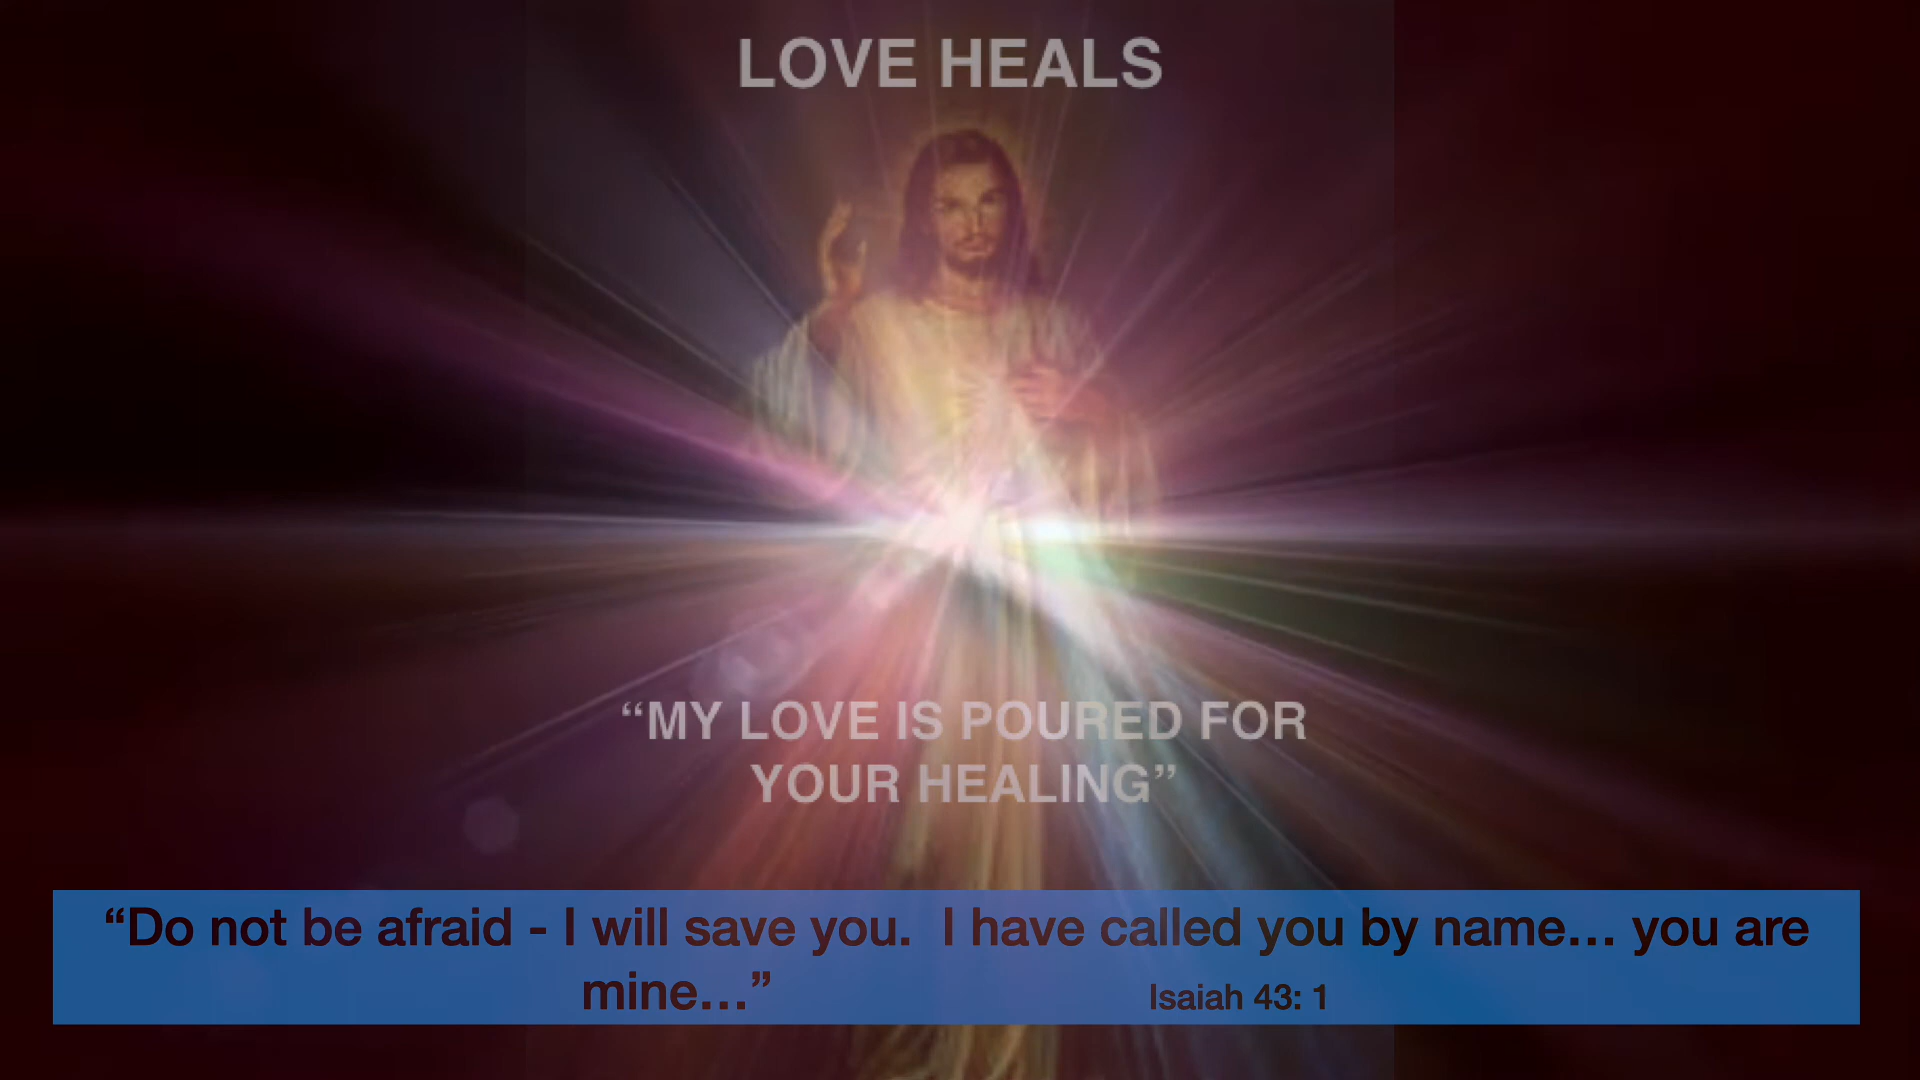 LOVE HEALS
“MY LOVE IS POURED FOR
YOUR HEALING”
“Do not be afraid - I will save you.  I have called you by name… you are
mine…” Isaiah 43: 1